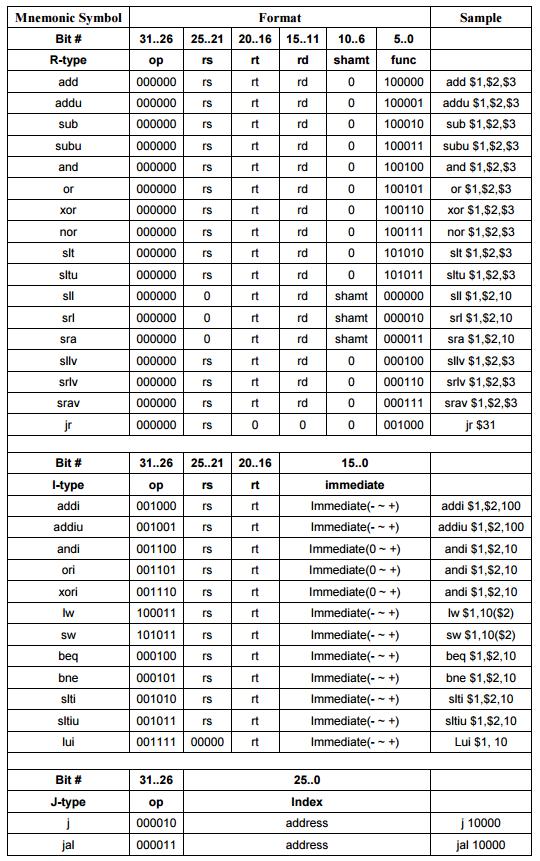 Mnemonic Symbol Format Sample
Bit # 31..26 25..21 20..16 15..11 10..6 5..0
R-type op rs rt rd shamt func
add 000000 rs rt rd 0 100000 add $1,$2,$3
addu 000000 rs rt rd 0 100001 addu $1,$2,$3
sub 000000 rs rt rd 0 100010 sub $1,$2,$3
subu 000000 rs rt rd 0 100011 subu $1,$2,$3
and 000000 rs rt rd 0 100100 and $1,$2,$3
or 000000 rs rt rd 0 100101 or $1,$2,$3
xor 000000 rs rt rd 0 100110 xor $1,$2,$3
nor 000000 rs rt rd 0 100111 nor $1,$2,$3
slt 000000 rs rt rd 0 101010 slt $1,$2,$3
sltu 000000 rs rt rd 0 101011 sltu $1,$2,$3
sll 000000 0 rt rd shamt 000000 sll $1,$2,10
srl 000000 0 rt rd shamt 000010 srl $1,$2,10
sra 000000 0 rt rd shamt 000011 sra $1,$2,10
sllv 000000 rs rt rd 0 000100 sllv $1,$2,$3
srlv 000000 rs rt rd 0 000110 srlv $1,$2,$3
srav 000000 rs rt rd 0 000111 srav $1,$2,$3
jr 000000 rs 0 0 0 001000 jr $31
Bit # 31..26 25..21 20..16 15..0
I-type op rs rt immediate
addi 001000 rs rt Immediate(- ~ +) addi $1,$2,100
addiu 001001 rs rt Immediate(- ~ +) addiu $1,$2,100
andi 001100 rs rt Immediate(0 ~ +) andi $1,$2,10
ori 001101 rs rt Immediate(0 ~ +) andi $1,$2,10
xori 001110 rs rt Immediate(0 ~ +) andi $1,$2,10
lw 100011 rs rt Immediate(- ~ +) lw $1,10($2)
sw 101011 rs rt Immediate(- ~ +) sw $1,10($2)
beq 000100 rs rt Immediate(- ~ +) beq $1,$2,10
bne 000101 rs rt Immediate(- ~ +) bne $1,$2,10
slti 001010 rs rt Immediate(- ~ +) slti $1,$2,10
sltiu 001011 rs rt Immediate(- ~ +) sltiu $1,$2,10
lui 001111 00000 rt Immediate(- ~ +) Lui $1, 10
Bit # 31..26 25..0
J-type op Index
j 000010 address j 10000
jal 000011 address jal 10000